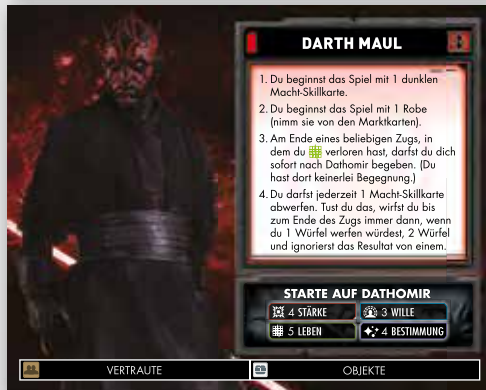 DARTH MAUL
1. Du beginnst das Spiel mit 1 dunklen
Macht-Skillkarte.
2. Du beginnst das Spiel mit 1 Robe
(nimm sie von den Marktkarten).
3. Am Ende eines beliebigen Zugs, in
dem du verloren hast, darfst du dich
sofort nach Dathomir begeben. (Du
hast dort keinerlei Begegnung.)
4. Du darfst jederzeit 1 Macht-Skillkarte
abwerfen. Tust du das, wirfst du bis
zum Ende des Zugs immer dann, wenn
du 1 Würfel werfen würdest, 2 Würfel
und ignorierst das Resultat von einem.
STARTE AUF DATHOMIR
4 STÄRKE 3 WILLE
5 LEBEN 4 BESTIMMUNG
VERTRAUTE OBJEKTE